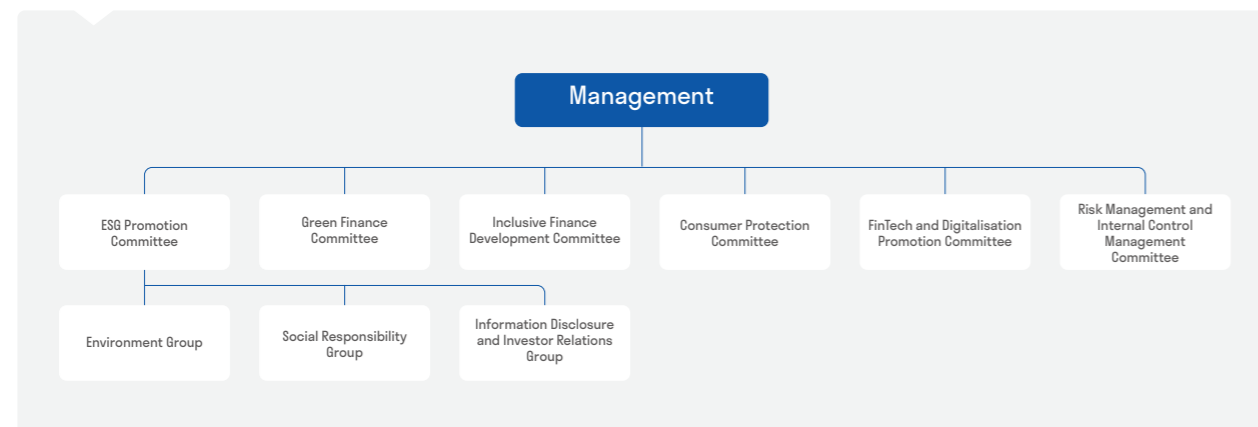 Management
ESG Promotion
Committee
Green Finance
Committee
Inclusive Finance
Development Committee
Consumer Protection
Committee
FinTech and Digitalisation
Promotion Committee
Risk Management and
Internal Control
Management
Committee
Environment Group
Social Responsibility
Group
Information Disclosure
and Investor Relations
Group